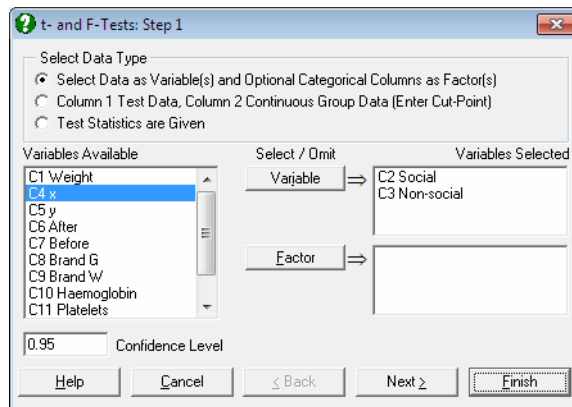 t- and F-Tests: Step 1
Select Data Type
Select Data as Variable(s) and Optional Categorical Columns as Factor(s)
Column 1 Test Data, Column 2 Continuous Group Data (Enter Cut-Point)
Test Statistics are Given
Variables Available
Select / Omit
Variables Selected
C1 Weight
C4 x
C5 y
C6 After
C7 Before
C8 Brand G
C9 Brand W
C10 Haemoglobin
C11 Platelets
Variable
C2 Social
C3 Non-social
Factor
0.95 Confidence Level
Help
Cancel
< Back
Next >
Finish